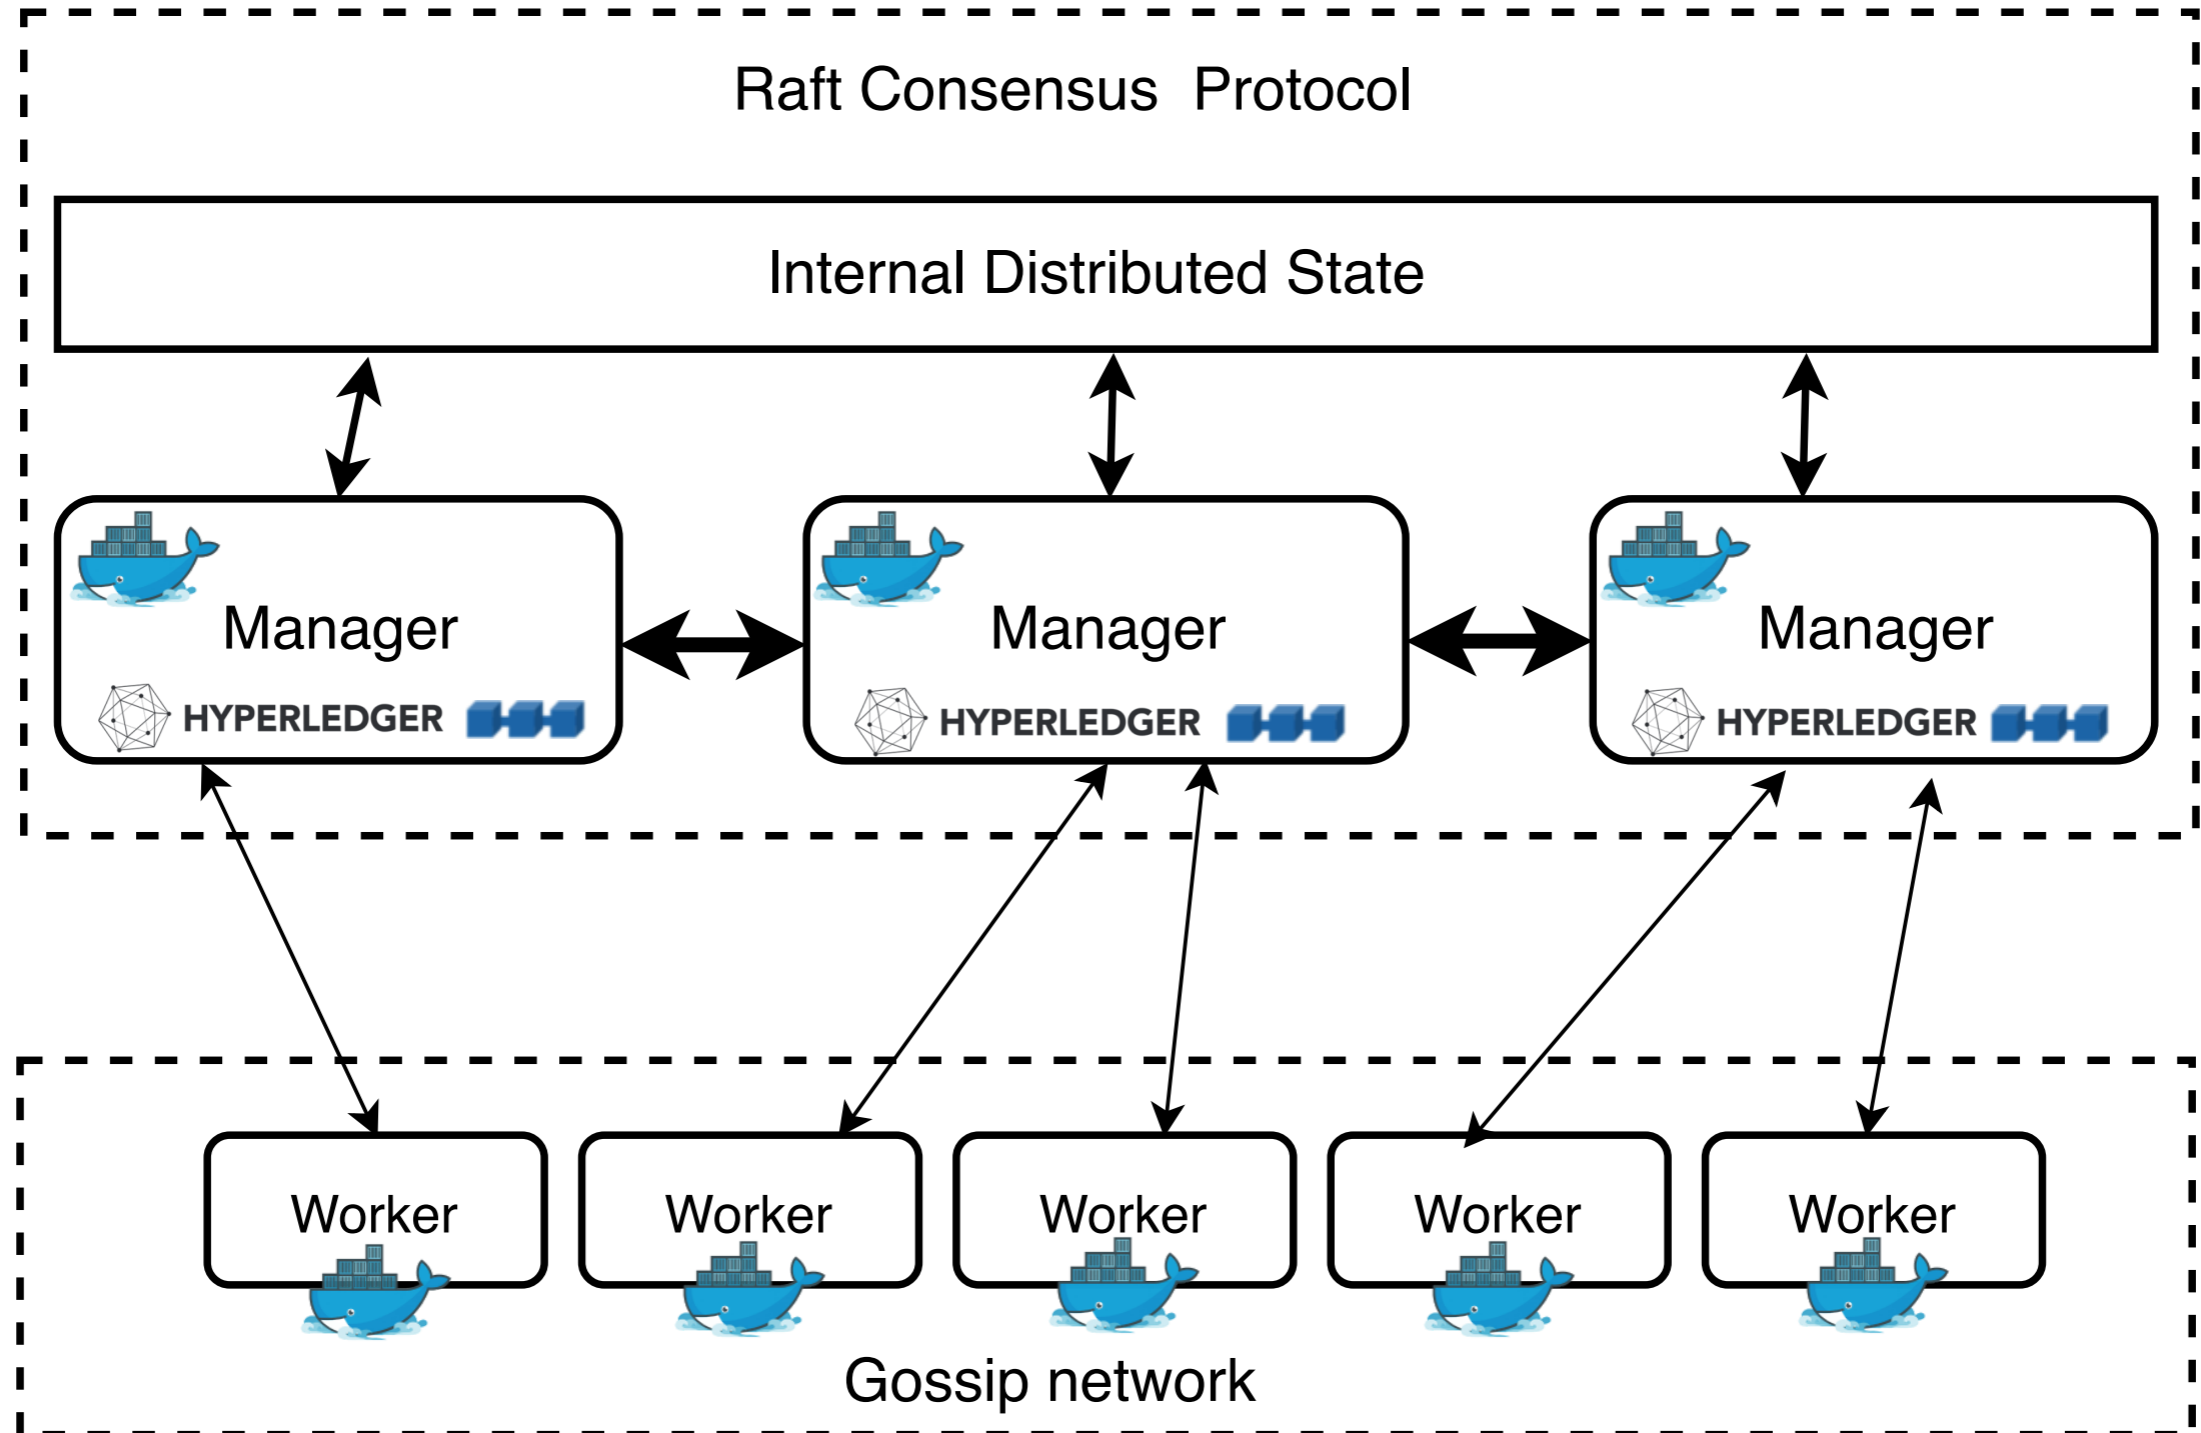 Raft Consensus Protocol
Internal Distributed State
Manager
Manager
Manager
HYPERLEDGER
HYPERLEDGER
HYPERLEDGER
Worker
Worker
Worker
Worker
Worker
Gossip network